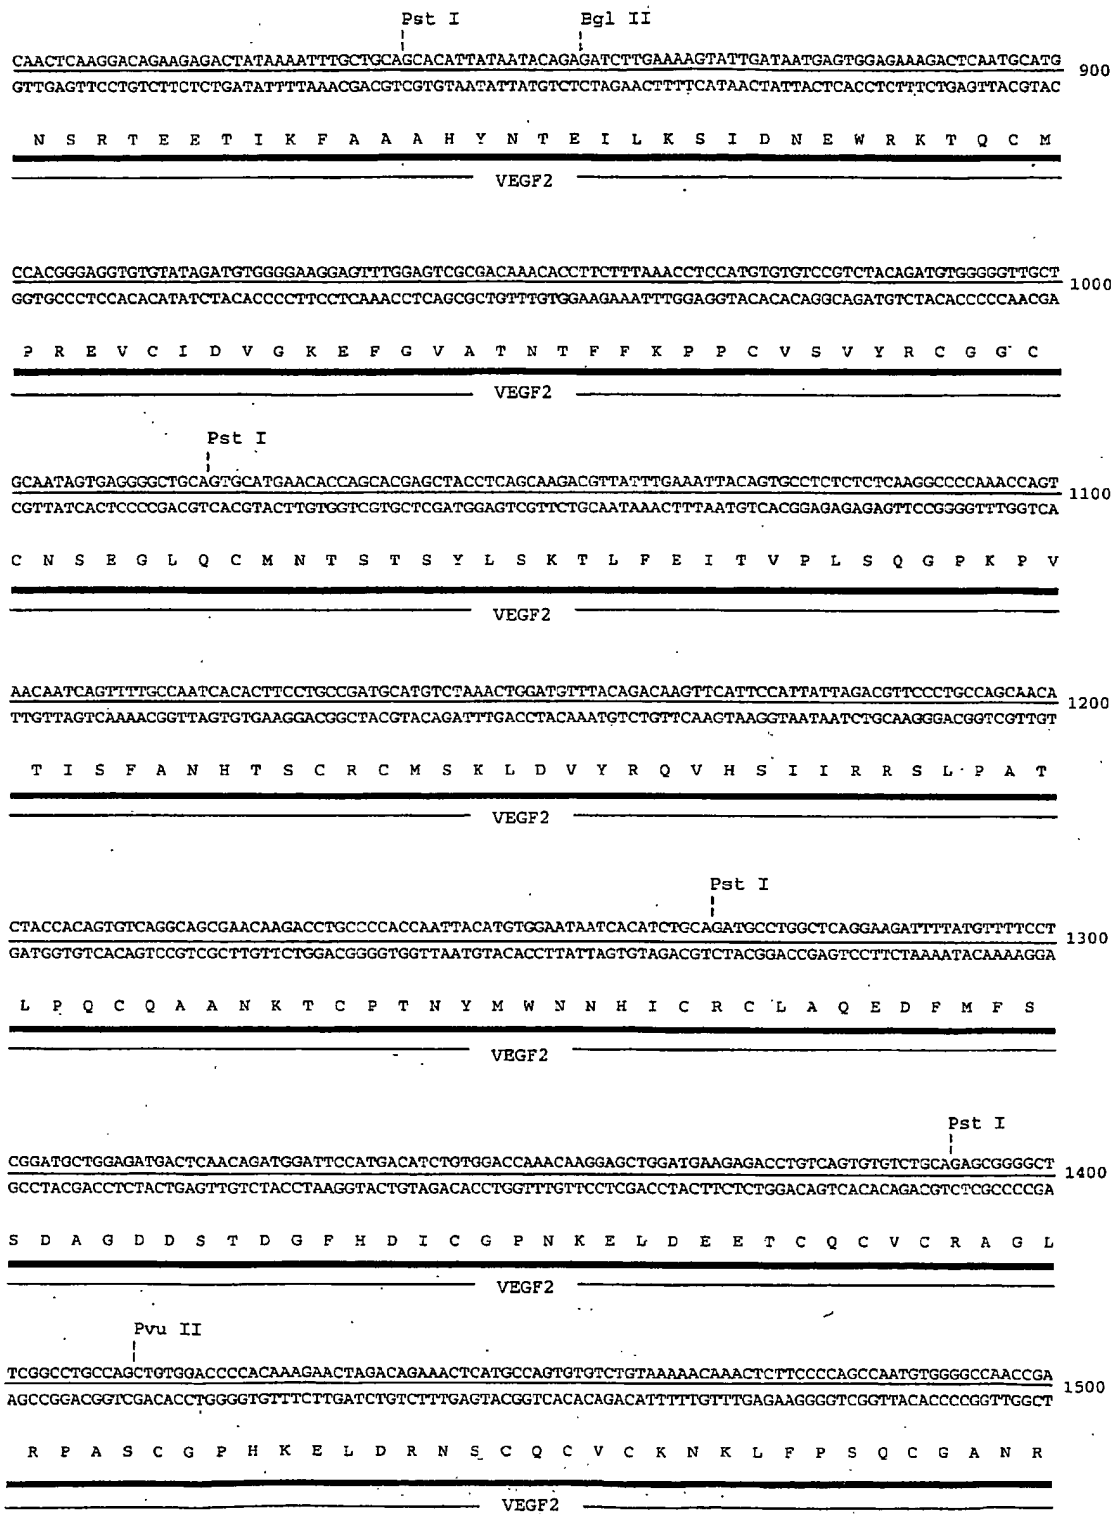 Pst I Bgl II
CAACTCAAGGACAGAAGAGACTATAAAATTTGCTGCAGCACATTATAATACAGAGATCTTGAAAAGTATTGATAATGAGTGGAGAAAGACTCAATGCATG 900
GTTGAGTTCCTGTCTTCTCTGATATTTTAAACGACGTCGTGTAATATTATGTCTCTAGAACTTTTCATAACTATTACTCACCTCTTTCTGAGTTACGTAC
N S R T E E T I K F A A A H Y N T E I L K S I D N E W R K T Q C M
VEGF2
CCACGGGAGGTGTGTATAGATGTGGGGAAGGAGTTTGGAGTCGCGACAAACACCTTCTTTAAACCTCCATGTGTGTCCGTCTACAGATGTGGGGGTTGCT 1000
GGTGCCCTCCACACATATCTACACCCCTTCCTCAAACCTCAGCGCTGTTTGTGGAAGAAATTTGGAGGTACACACAGGCAGATGTCTACACCCCCAACGA
P R E V C I D V G K E F G V A T N T F F K P P C V S V Y R C G G C
VEGF2
Pst I
GCAATAGTGAGGGGCTGCAGTGCATGAACACCAGCACGAGCTACCTCAGCAAGACGTTATTTGAAATTACAGTGCCTCTCTCTCAAGGCCCCAAACCAGT 1100
CGTTATCACTCCCCGACGTCACGTACTTGTGGTCGTGCTCGATGGAGTCGTTCTGCAATAAACTTTAATGTCACGGAGAGAGAGTTCCGGGGTTTGGTCA
C N S E G L Q C M N T S T S Y L S K T L F E I T V P L S Q G P K P V
VEGF2
AACAATCAGTTTTGCCAATCACACTTCCTGCCGATGCATGTCTAAACTGGATGTTTACAGACAAGTTCATTCCATTATTAGACGTTCCCTGCCAGCAACA 1200
TTGTTAGTCAAAACGGTTAGTGTGAAGGACGGCTACGTACAGATTTGACCTACAAATGTCTGTTCAAGTAAGGTAATAATCTGCAAGGGACGGTCGTTGT
T I S F A N H T S C R C M S K L D V Y R Q V H S I I R R S L P A T
VEGF2
Pst I
CTACCACAGTGTCAGGCAGCGAACAAGACCTGCCCCACCAATTACATGTGGAATAATCACATCTGCAGATGCCTGGCTCAGGAAGATTTTATGTTTTCCT 1300
GATGGTGTCACAGTCCGTCGCTTGTTCTGGACGGGGTGGTTAATGTACACCTTATTAGTGTAGACGTCTACGGACCGAGTCCTTCTAAAATACAAAAGGA
L P Q C Q A A N K T C P T N Y M W N N H I C R C L A Q E D F M F S
VEGF2
Pst I
CGGATGCTGGAGATGACTCAACAGATGGATTCCATGACATCTGTGGACCAAACAAGGAGCTGGATGAAGAGACCTGTCAGTGTGTCTGCAGAGCGGGGCT 1400
GCCTACGACCTCTACTGAGTTGTCTACCTAAGGTACTGTAGACACCTGGTTTGTTCCTCGACCTACTTCTCTGGACAGTCACACAGACGTCTCGCCCCGA
S D A G D D S T D G F H D I C G P N K E L D E E T C Q C V C R A G L
VEGF2
Pvu II
TCGGCCTGCCAGCTGTGGACCCCACAAAGAACTAGACAGAAACTCATGCCAGTGTGTCTGTAAAAACAAACTCTTCCCCAGCCAATGTGGGGCCAACCGA 1500
AGCCGGACGGTCGACACCTGGGGTGTTTCTTGATCTGTCTTTGAGTACGGTCACACAGACATTTTTGTTTGAGAAGGGGTCGGTTACACCCCGGTTGGCT
R P A S C G P H K E L D R N S C Q C V C K N K L F P S Q C G A N R
VEGF2